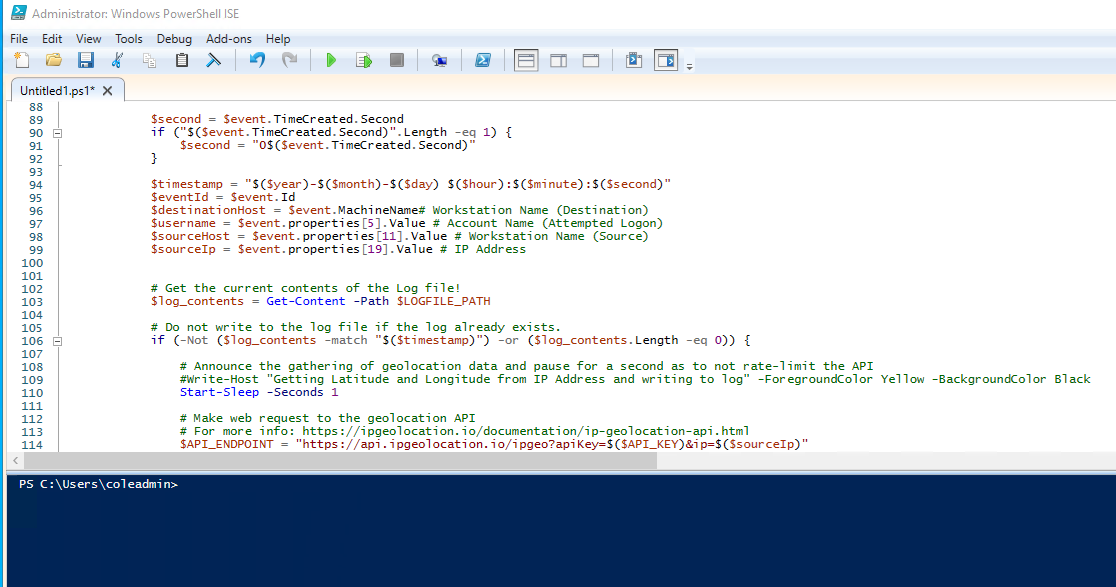 Administrator: Windows PowerShell ISE
File Edit View Tools Debug Add-ons Help
Untitled1.ps1*
88
89 $second = $event.TimeCreated.Second
90 if ("$($event.TimeCreated.Second)".Length -eq 1) {
91 $second = "0$($event.TimeCreated.Second)"
92 }
93
94 $timestamp = "$($year)-$($month)-$($day) $($hour):$($minute):$($second)"
95 $eventId = $event.Id
96 $destinationHost = $event.MachineName# Workstation Name (Destination)
97 $username = $event.properties[5].Value # Account Name (Attempted Logon)
98 $sourceHost = $event.properties[11].Value # Workstation Name (Source)
99 $sourceIp = $event.properties[19].Value # IP Address
100
101
102 # Get the current contents of the Log file!
103 $log_contents = Get-Content -Path $LOGFILE_PATH
104
105 # Do not write to the log file if the log already exists.
106 if (-Not ($log_contents -match "$($timestamp)") -or ($log_contents.Length -eq 0)) {
107
108 # Announce the gathering of geolocation data and pause for a second as to not rate-limit the API
109 #Write-Host "Getting Latitude and Longitude from IP Address and writing to log" -ForegroundColor Yellow -BackgroundColor Black
110 Start-Sleep -Seconds 1
111
112 # Make web request to the geolocation API
113 # For more info: https://ipgeolocation.io/documentation/ip-geolocation-api.html
114 $API_ENDPOINT = "https://api.ipgeolocation.io/ipgeo?apiKey=$($API_KEY)&ip=$($sourceIp)"
PS C:\Users\coleadmin>